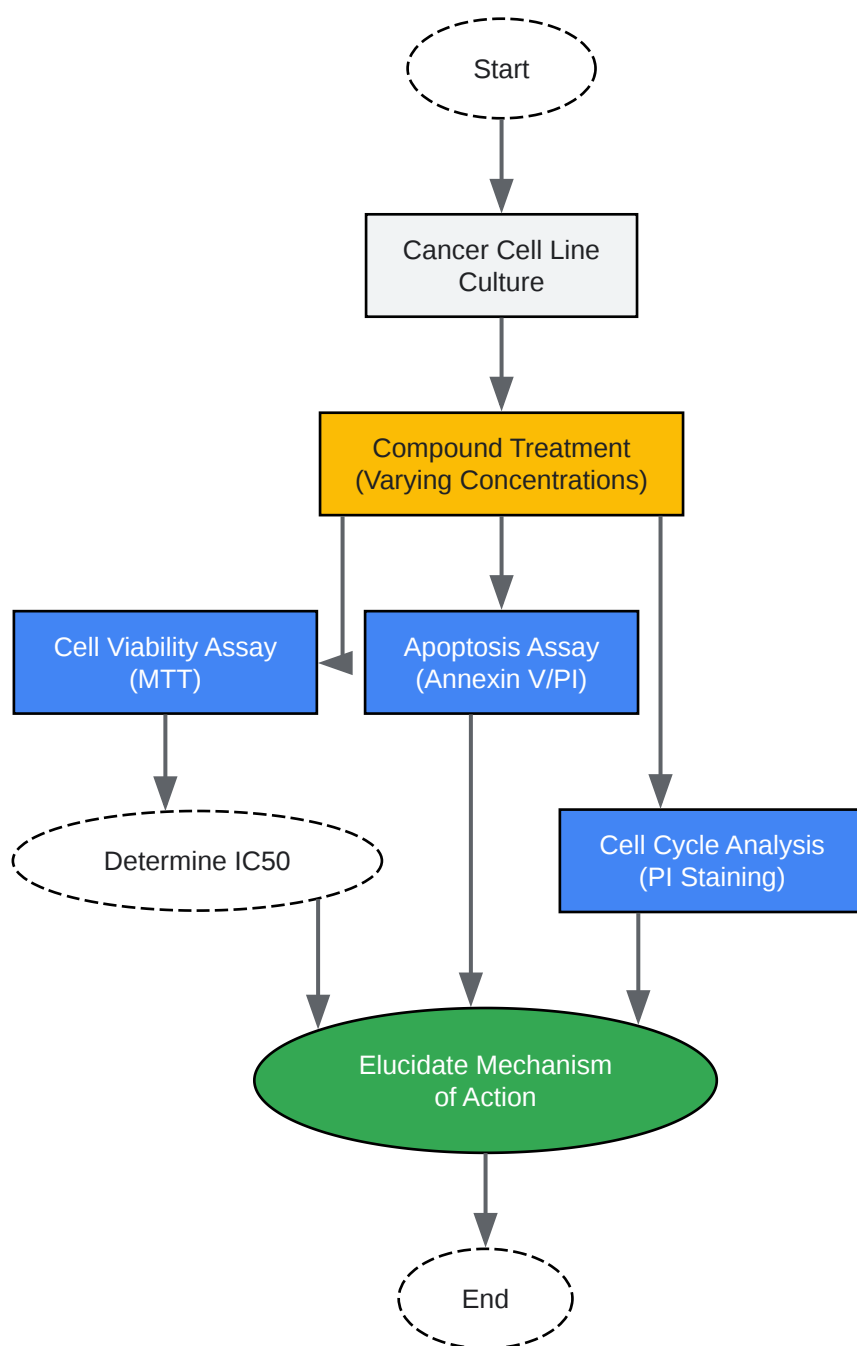 Start
Cancer Cell Line
Culture
Compound Treatment
(Varying Concentrations)
Cell Viability Assay
(MTT)
Apoptosis Assay
(Annexin V/PI)
Determine IC50
Cell Cycle Analysis
(PI Staining)
Elucidate Mechanism
of Action
End